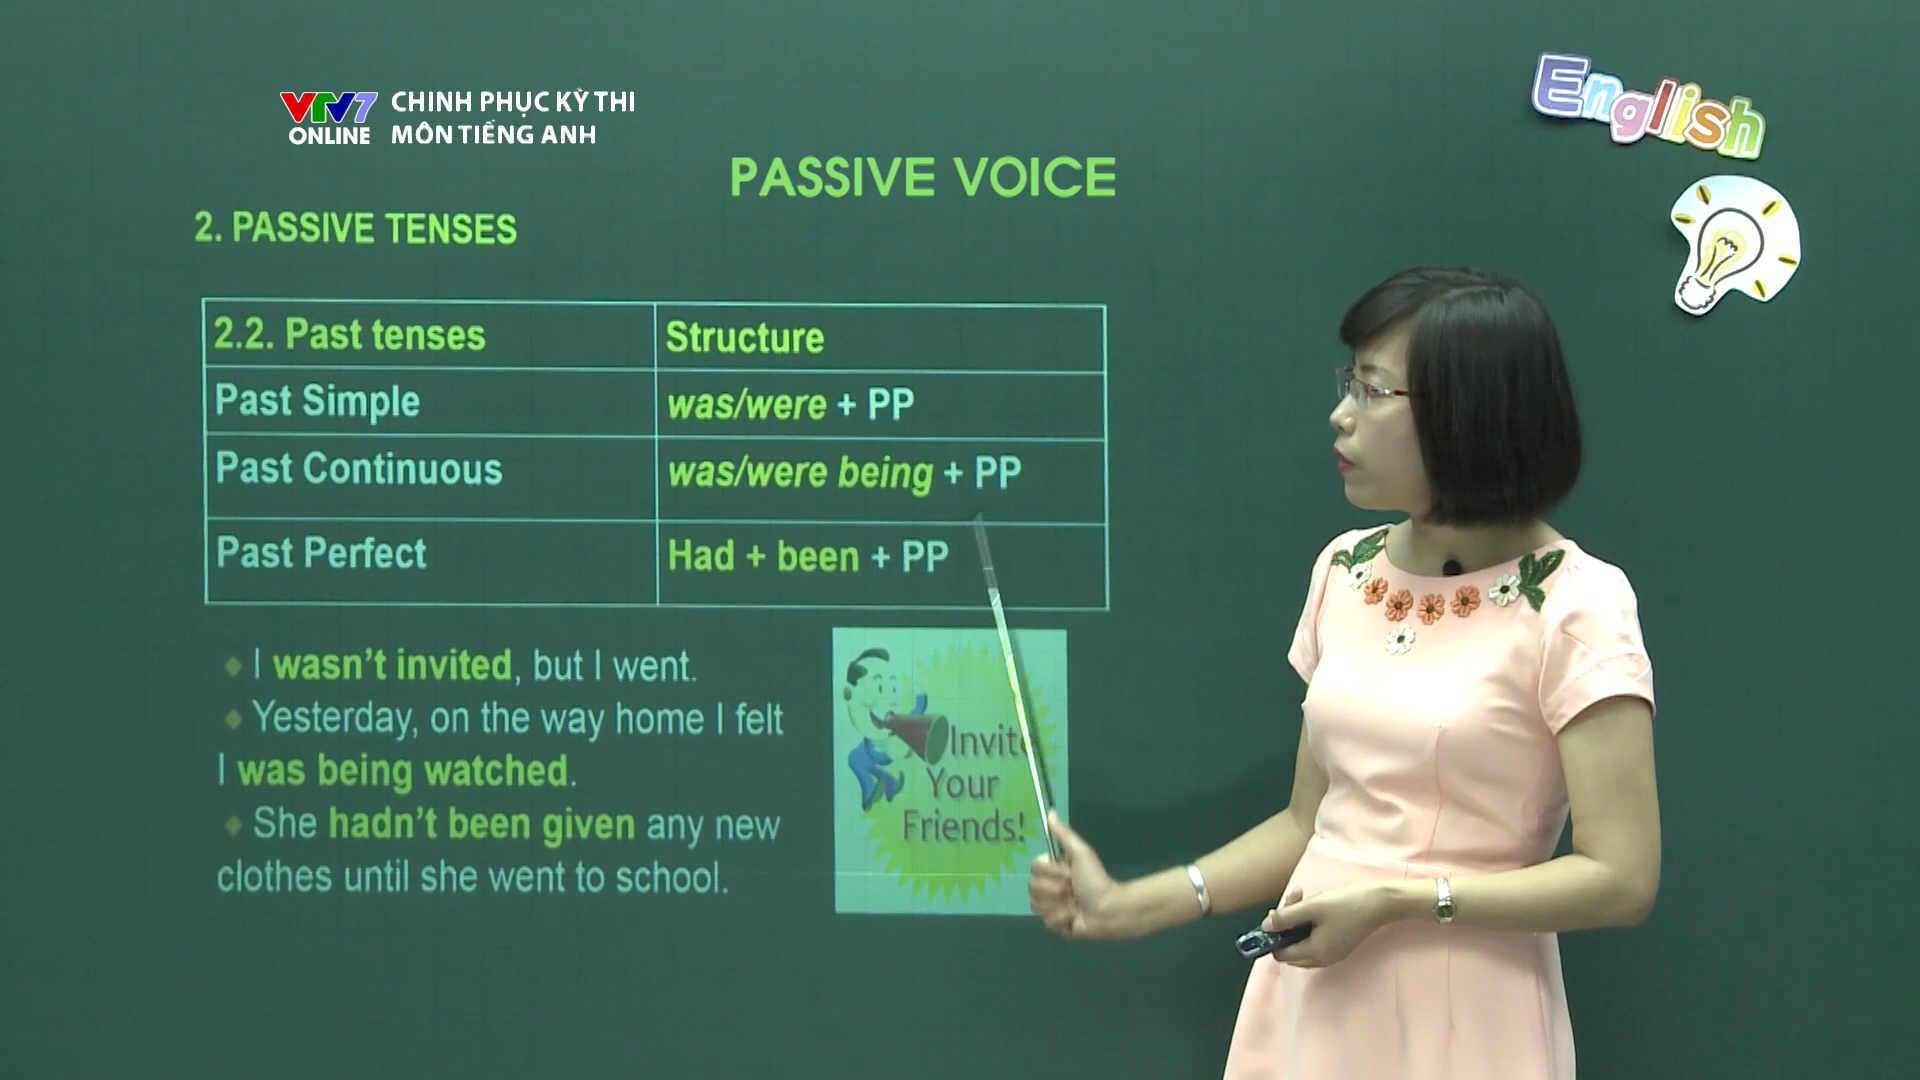 VTV7
ONLINE
CHINH PHỤC KỲ THI
MÔN TIẾNG ANH
English
PASSIVE VOICE
2. PASSIVE TENSES
2.2. Past tenses
Structure
Past Simple
was/were + PP
Past Continuous
was/were being + PP
Past Perfect
Had + been + PP
I wasn't invited, but I went.
Yesterday, on the way home I felt
I was being watched.
She hadn't been given any new
clothes until she went to school.
Invite
Your
Friends!